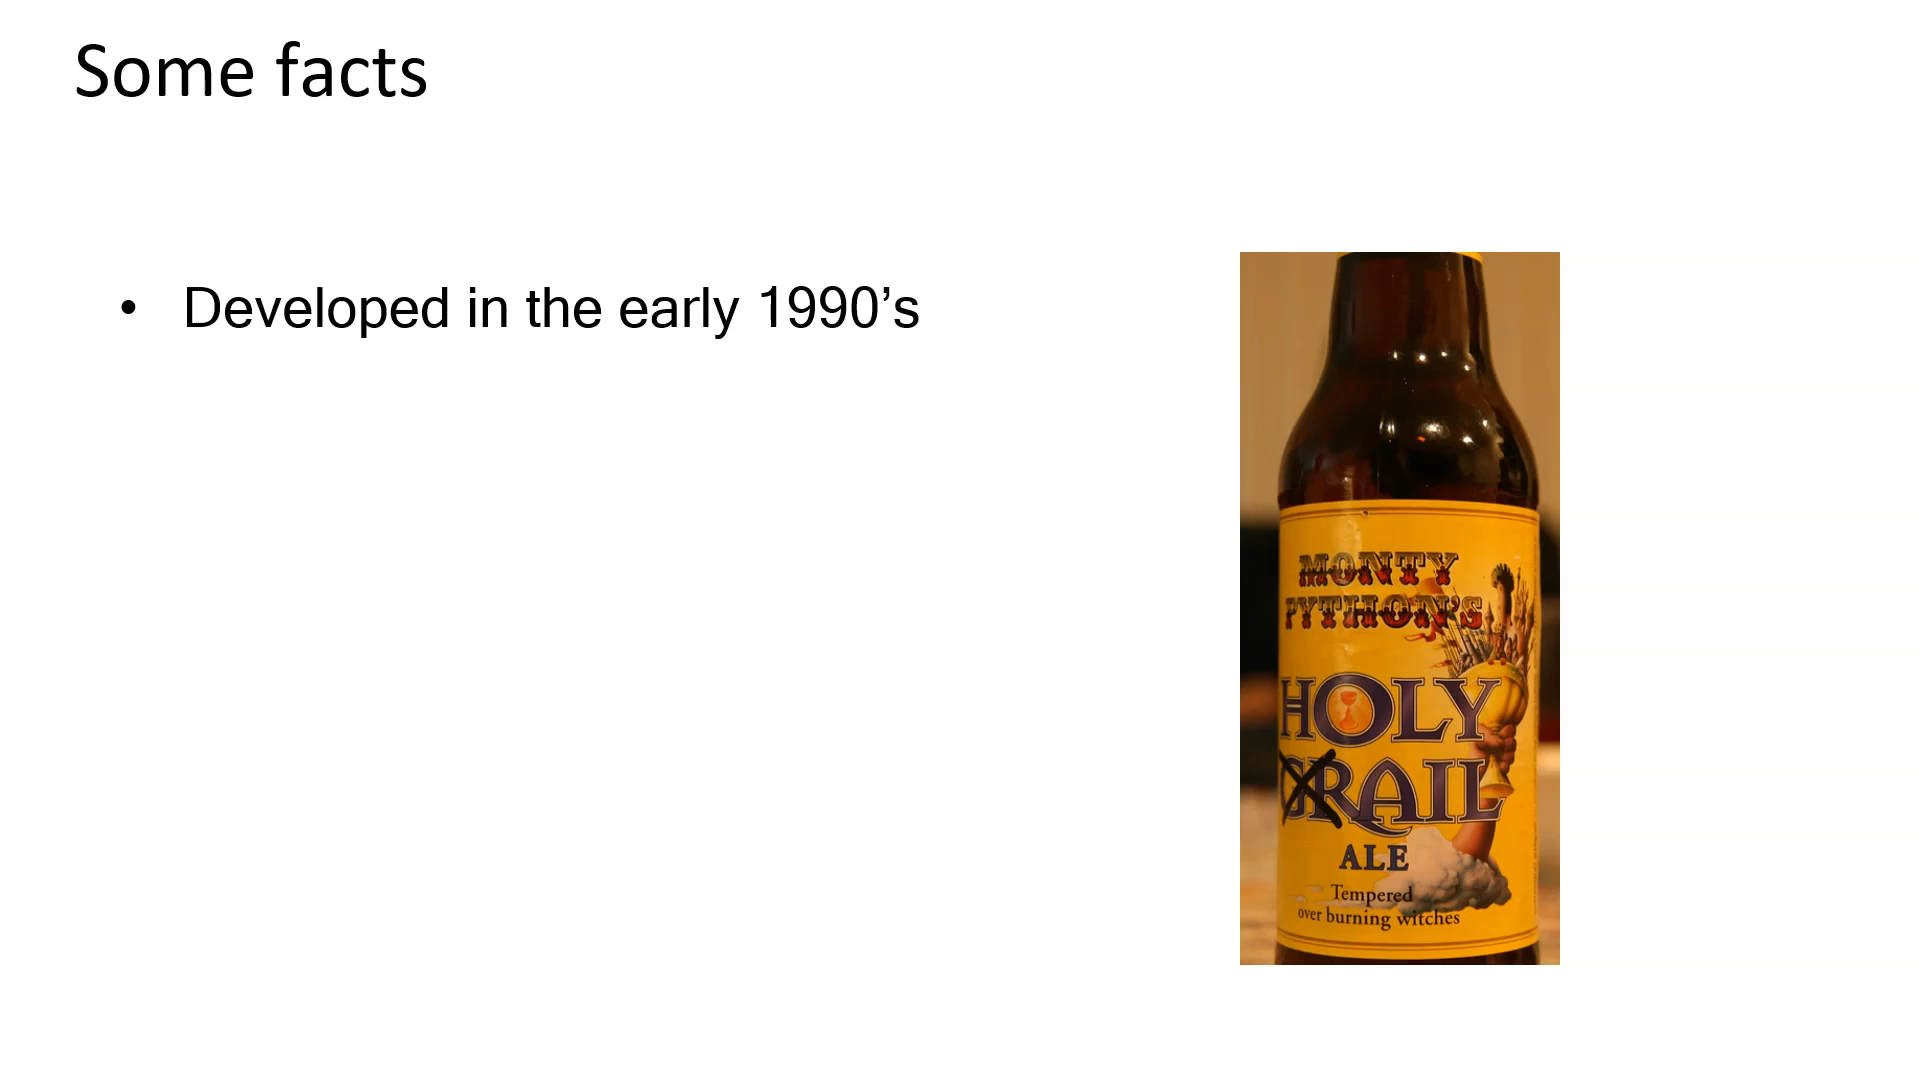 Some facts
• Developed in the early 1990’s
MONTY
PYTHON'S
HOLY
GRAIL
ALE
Tempered
over burning witches